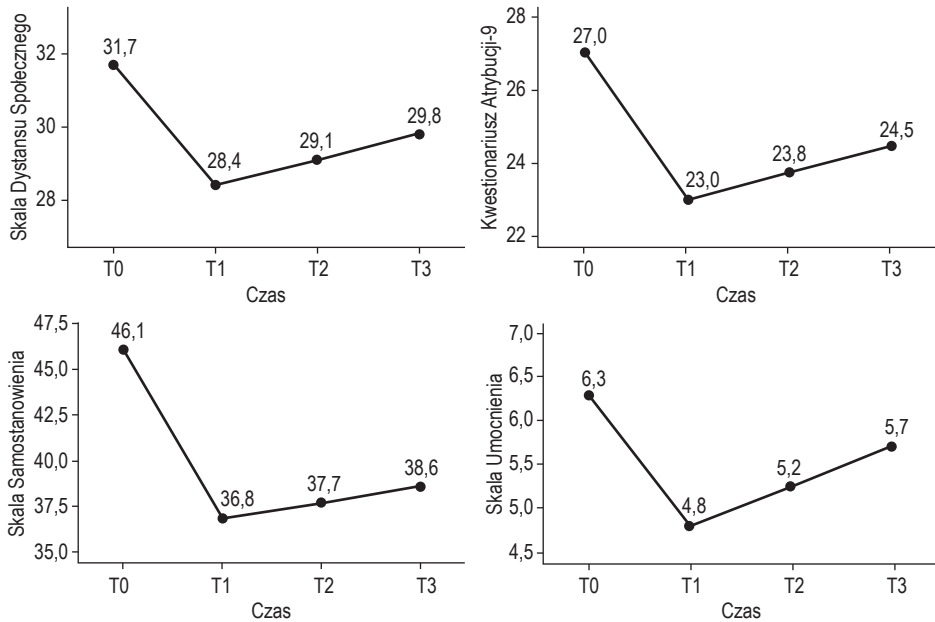 Skala Dystansu Społecznego
32
30
28
31,7
28,4
29,1
29,8
T0 T1 T2 T3
Czas
Kwestionariusz Atrybucji-9
28
26
24
22
27,0
23,0
23,8
24,5
T0 T1 T2 T3
Czas
Skala Samostanowienia
47,5
45,0
42,5
40,0
37,5
35,0
46,1
36,8
37,7
38,6
T0 T1 T2 T3
Czas
Skala Umocnienia
7,0
6,5
6,0
5,5
5,0
4,5
6,3
4,8
5,2
5,7
T0 T1 T2 T3
Czas